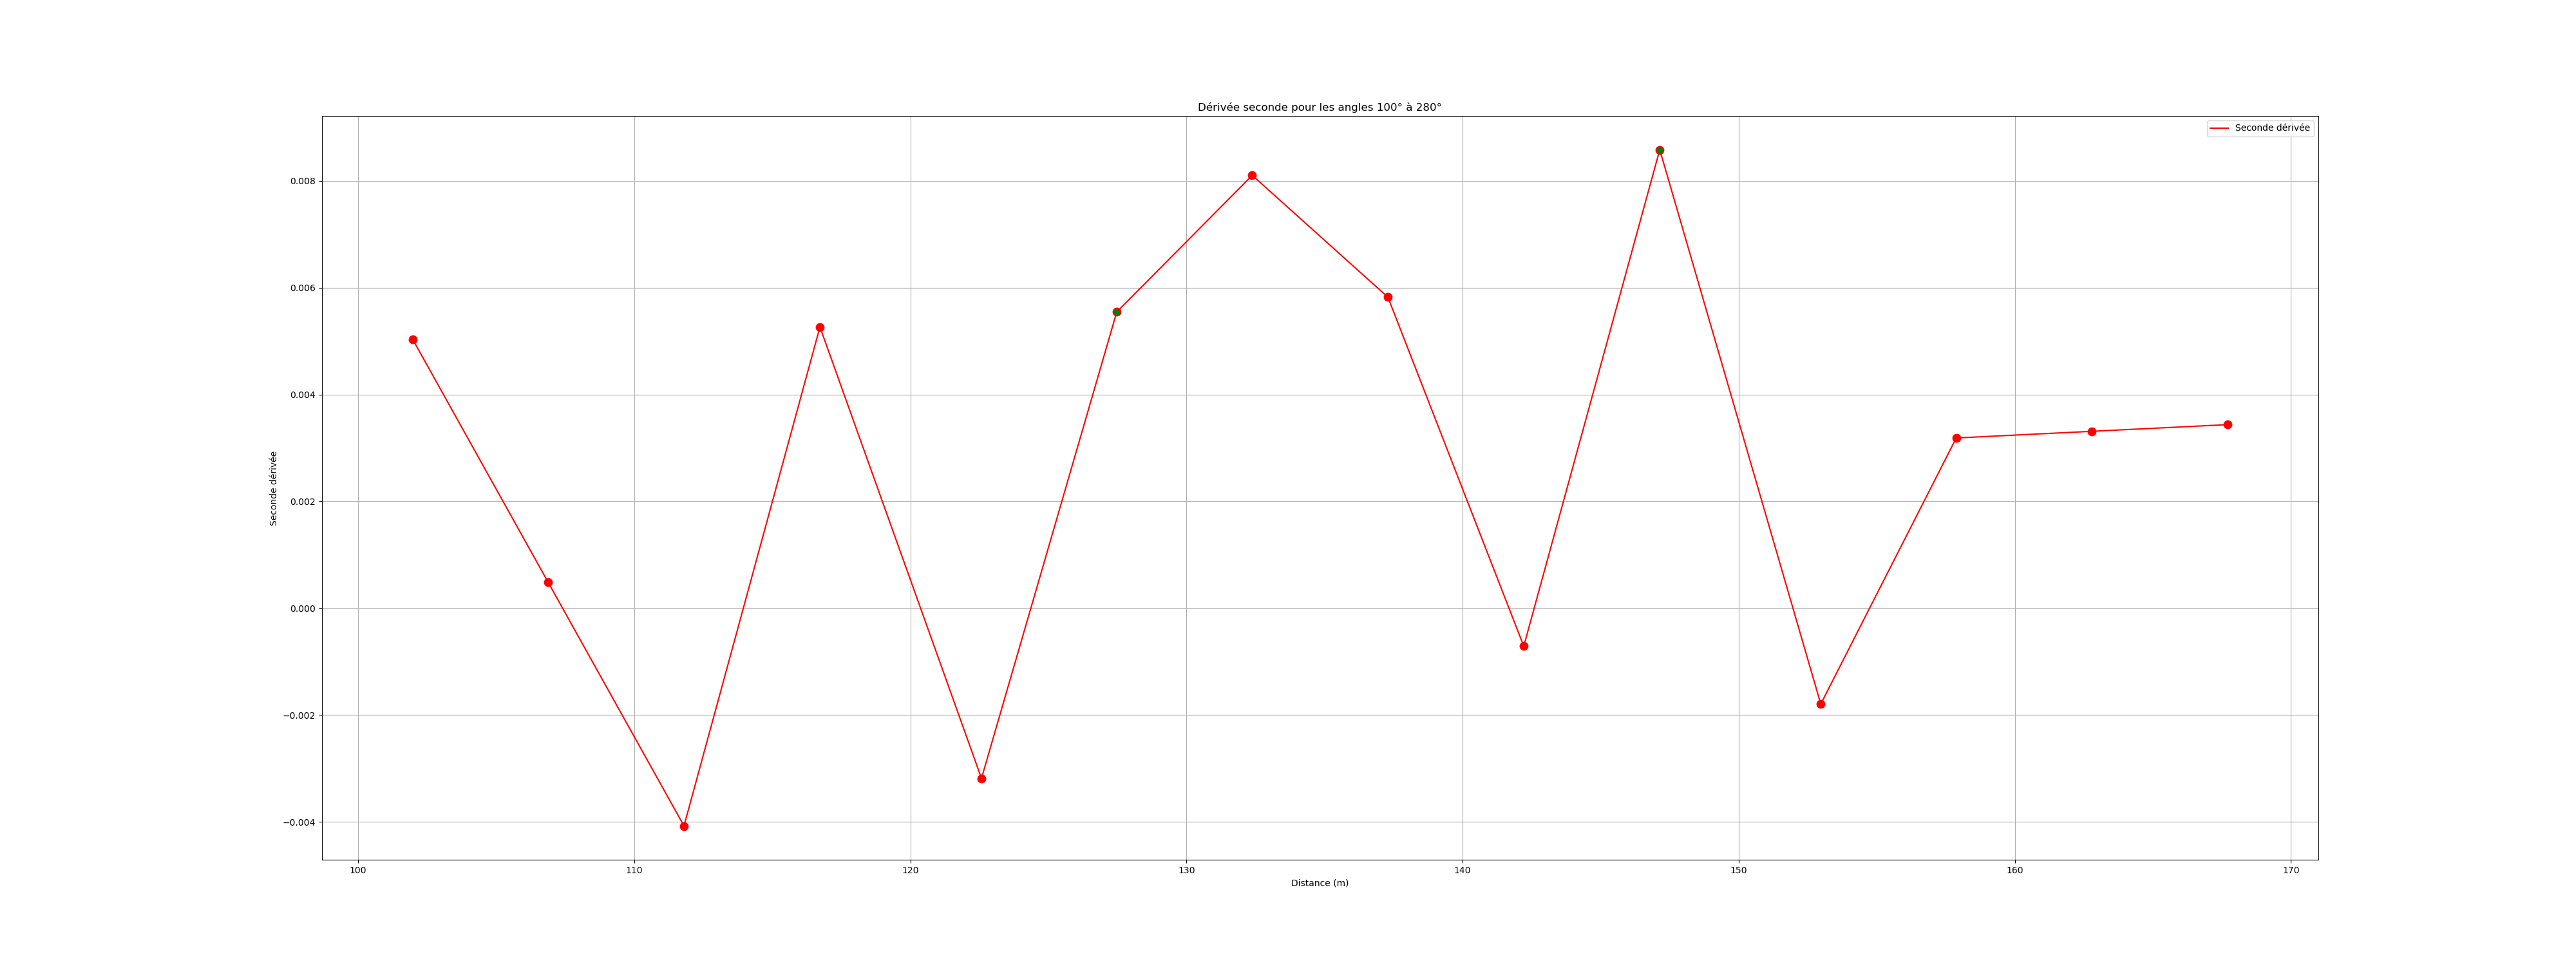 Dérivée seconde pour les angles 100° à 280°
Seconde dérivée
0.008
0.006
0.004
0.002
0.000
−0.002
−0.004
Seconde dérivée
100 110 120 130 140 150 160 170
Distance (m)